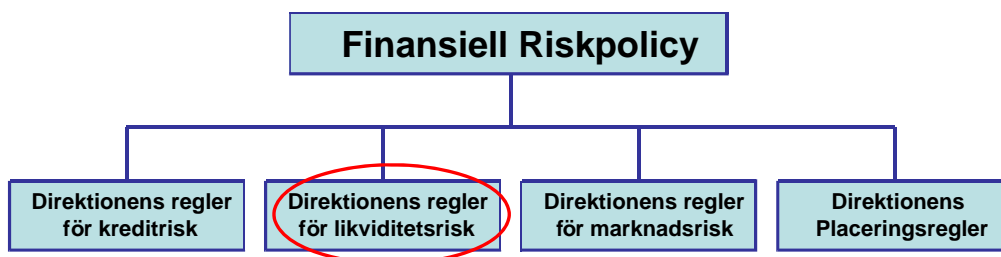 Finansiell Riskpolicy
Direktionens regler
för kreditrisk
Direktionens regler
för likviditetsrisk
Direktionens regler
för marknadsrisk
Direktionens
Placeringsregler